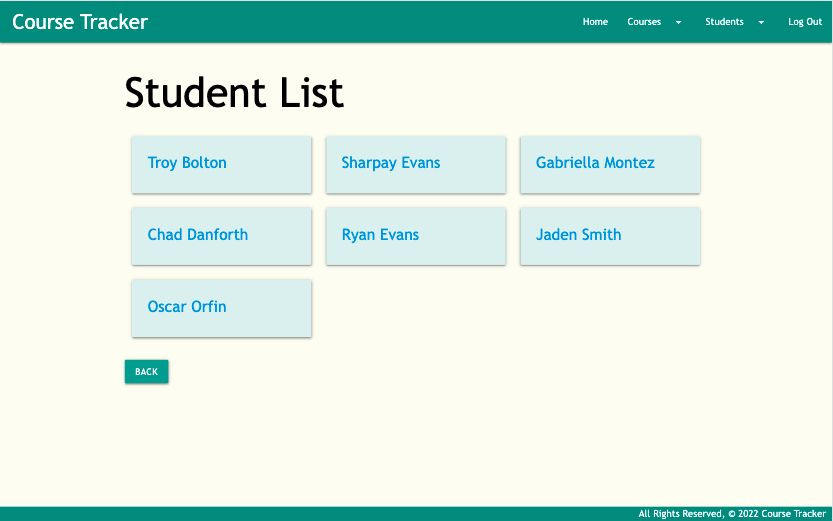 Course Tracker
Home Courses Students Log Out
Student List
Troy Bolton Sharpay Evans Gabriella Montez
Chad Danforth Ryan Evans Jaden Smith
Oscar Orfin
BACK
All Rights Reserved, © 2022 Course Tracker